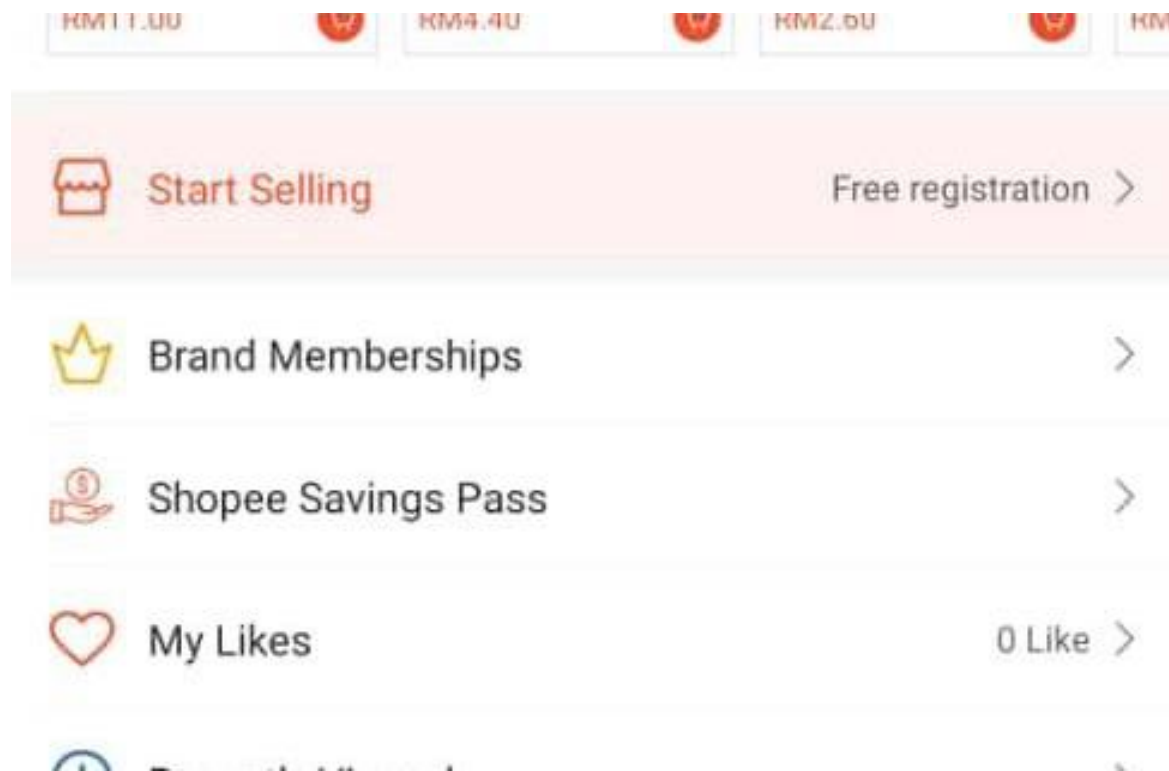 RM11.00 RM4.40 RM2.60 RM
Start Selling Free registration
Brand Memberships
Shopee Savings Pass
My Likes 0 Like